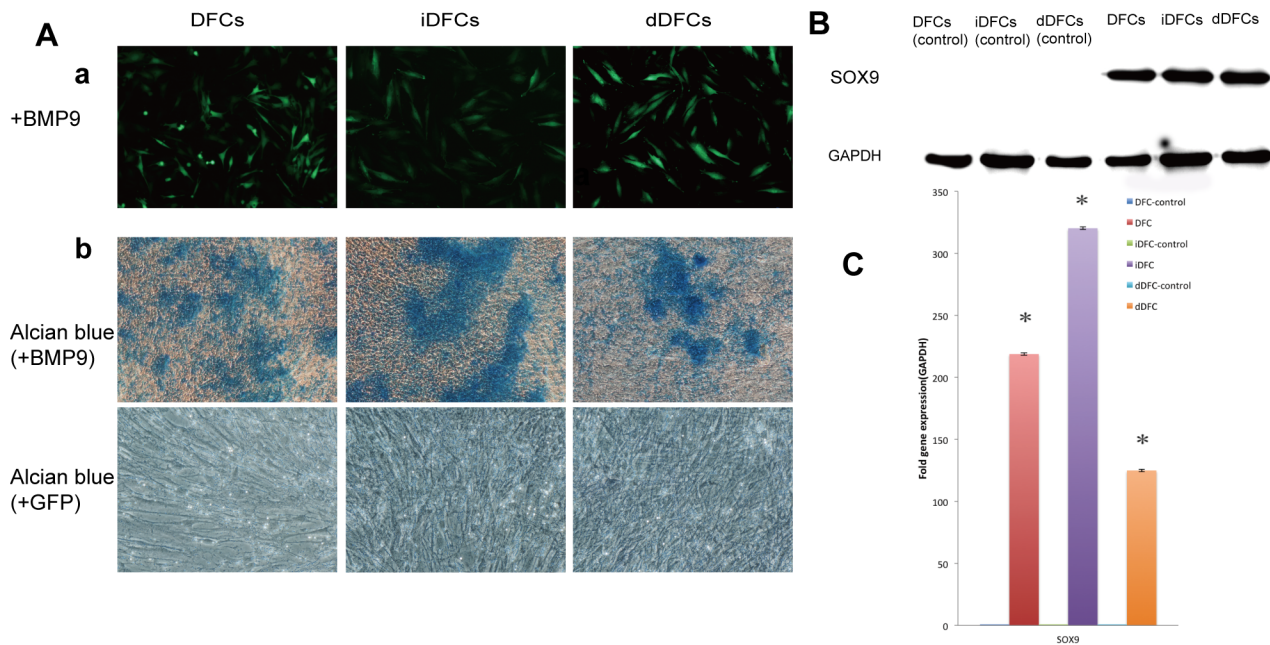 A
DFCs
iDFCs
dDFCs
a
+BMP9
a
b
Alcian blue
(+BMP9)
Alcian blue
(+GFP)
B
DFCs
(control)
iDFCs
(control)
dDFCs
(control)
DFCs
iDFCs
dDFCs
SOX9
GAPDH
C
Fold gene expression(GAPDH)
350
300
250
200
150
100
50
0
*
*
*
SOX9
DFC-control
DFC
iDFC-control
iDFC
dDFC-control
dDFC